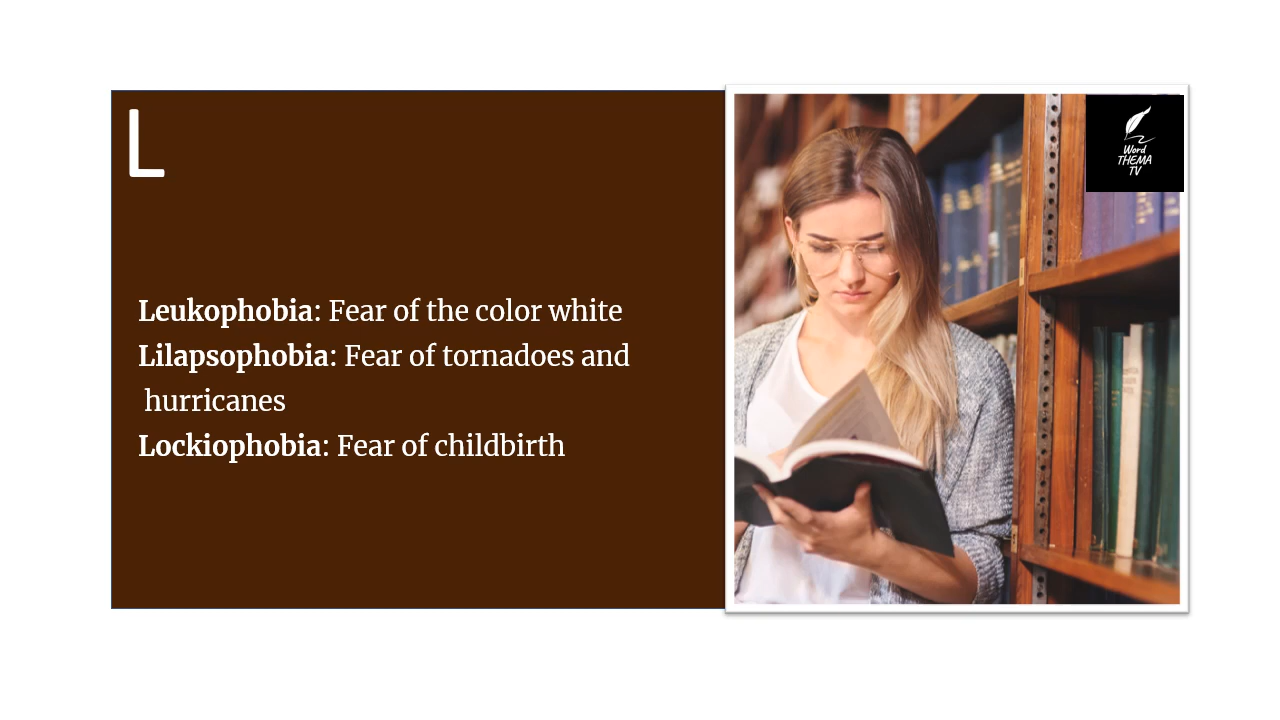 L
Leukophobia: Fear of the color white
Lilapsophobia: Fear of tornadoes and
hurricanes
Lockiophobia: Fear of childbirth
Word
THEMA
TV